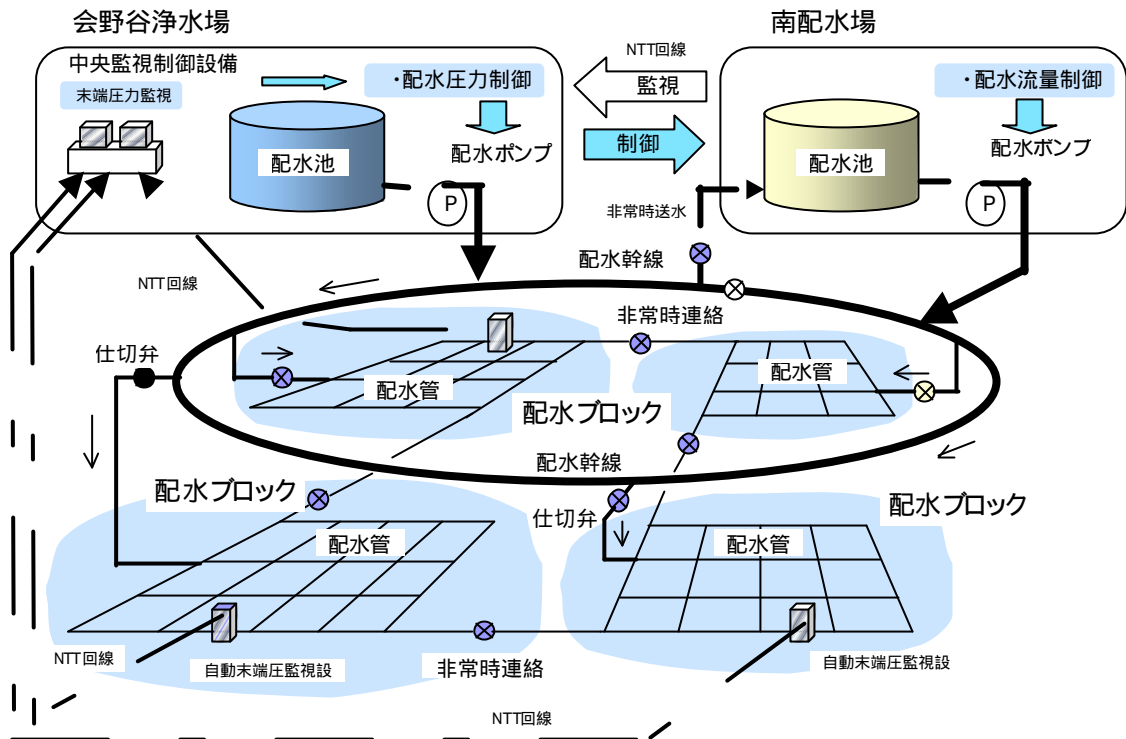 会野谷浄水場
南配水場
中央監視制御設備
末端圧力監視
・配水圧力制御
配水池
配水ポンプ
P
NTT回線
監視
制御
・配水流量制御
配水池
配水ポンプ
P
非常時送水
配水幹線
NTT回線
非常時連絡
仕切弁
配水管
配水管
配水ブロック
配水幹線
配水ブロック
仕切弁
配水ブロック
配水管
配水管
NTT回線
自動末端圧監視設
非常時連絡
自動末端圧監視設
NTT回線